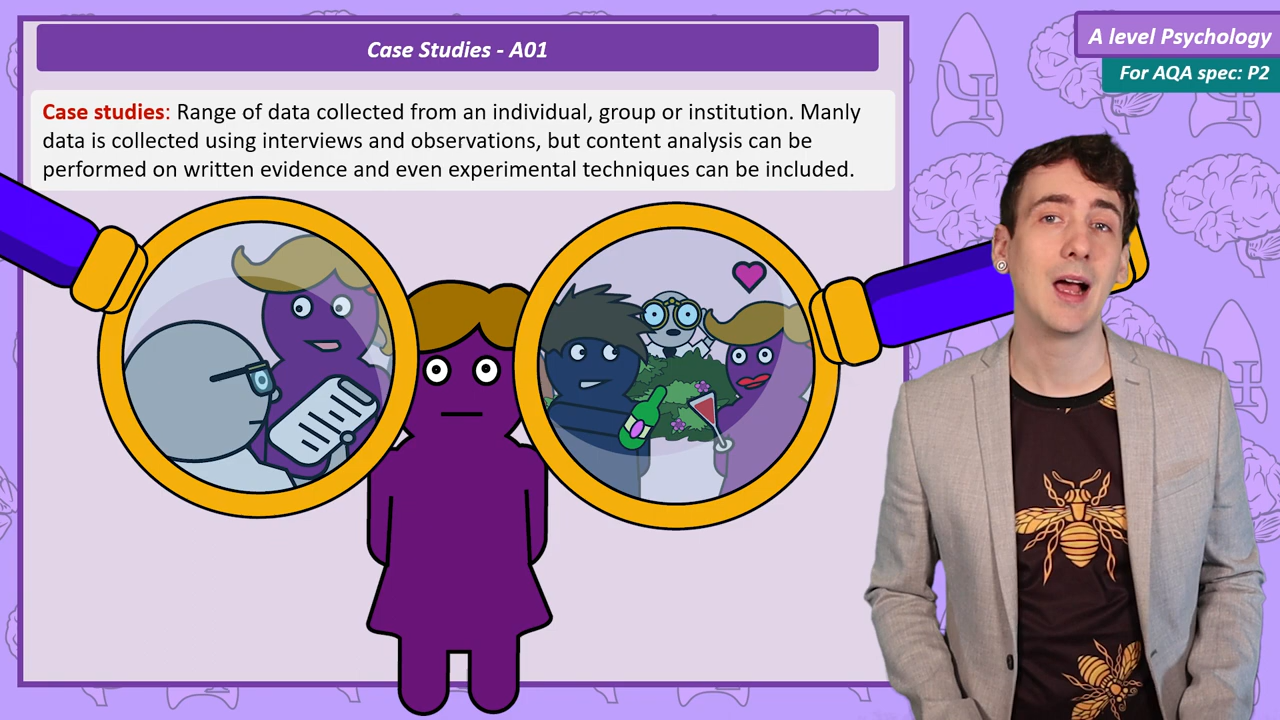 Case Studies - A01
A level Psychology
For AQA spec: P2
Case studies: Range of data collected from an individual, group or institution. Manly
data is collected using interviews and observations, but content analysis can be
performed on written evidence and even experimental techniques can be included.